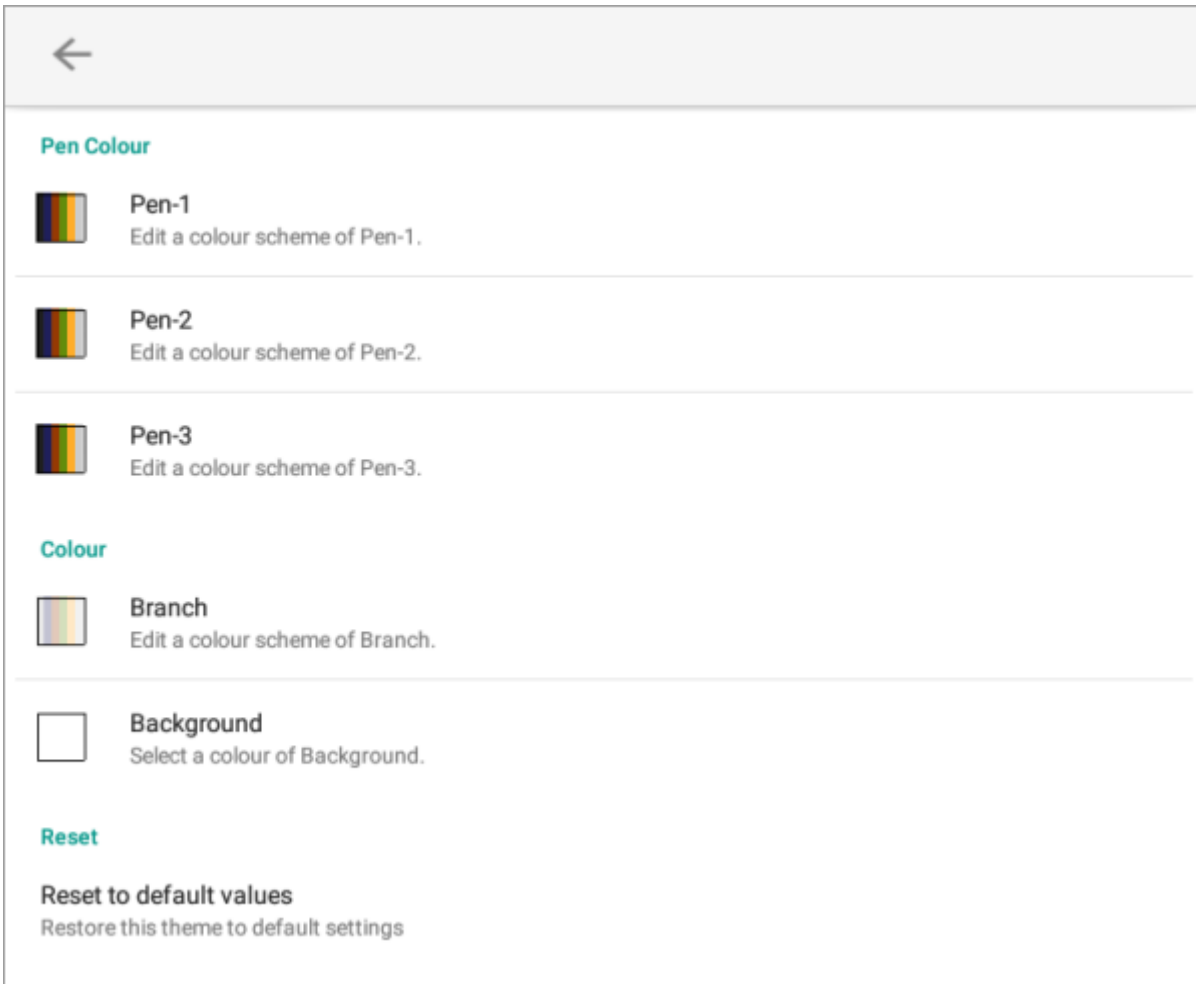 Pen Colour
Pen-1
Edit a colour scheme of Pen-1.
Pen-2
Edit a colour scheme of Pen-2.
Pen-3
Edit a colour scheme of Pen-3.
Colour
Branch
Edit a colour scheme of Branch.
Background
Select a colour of Background.
Reset
Reset to default values
Restore this theme to default settings